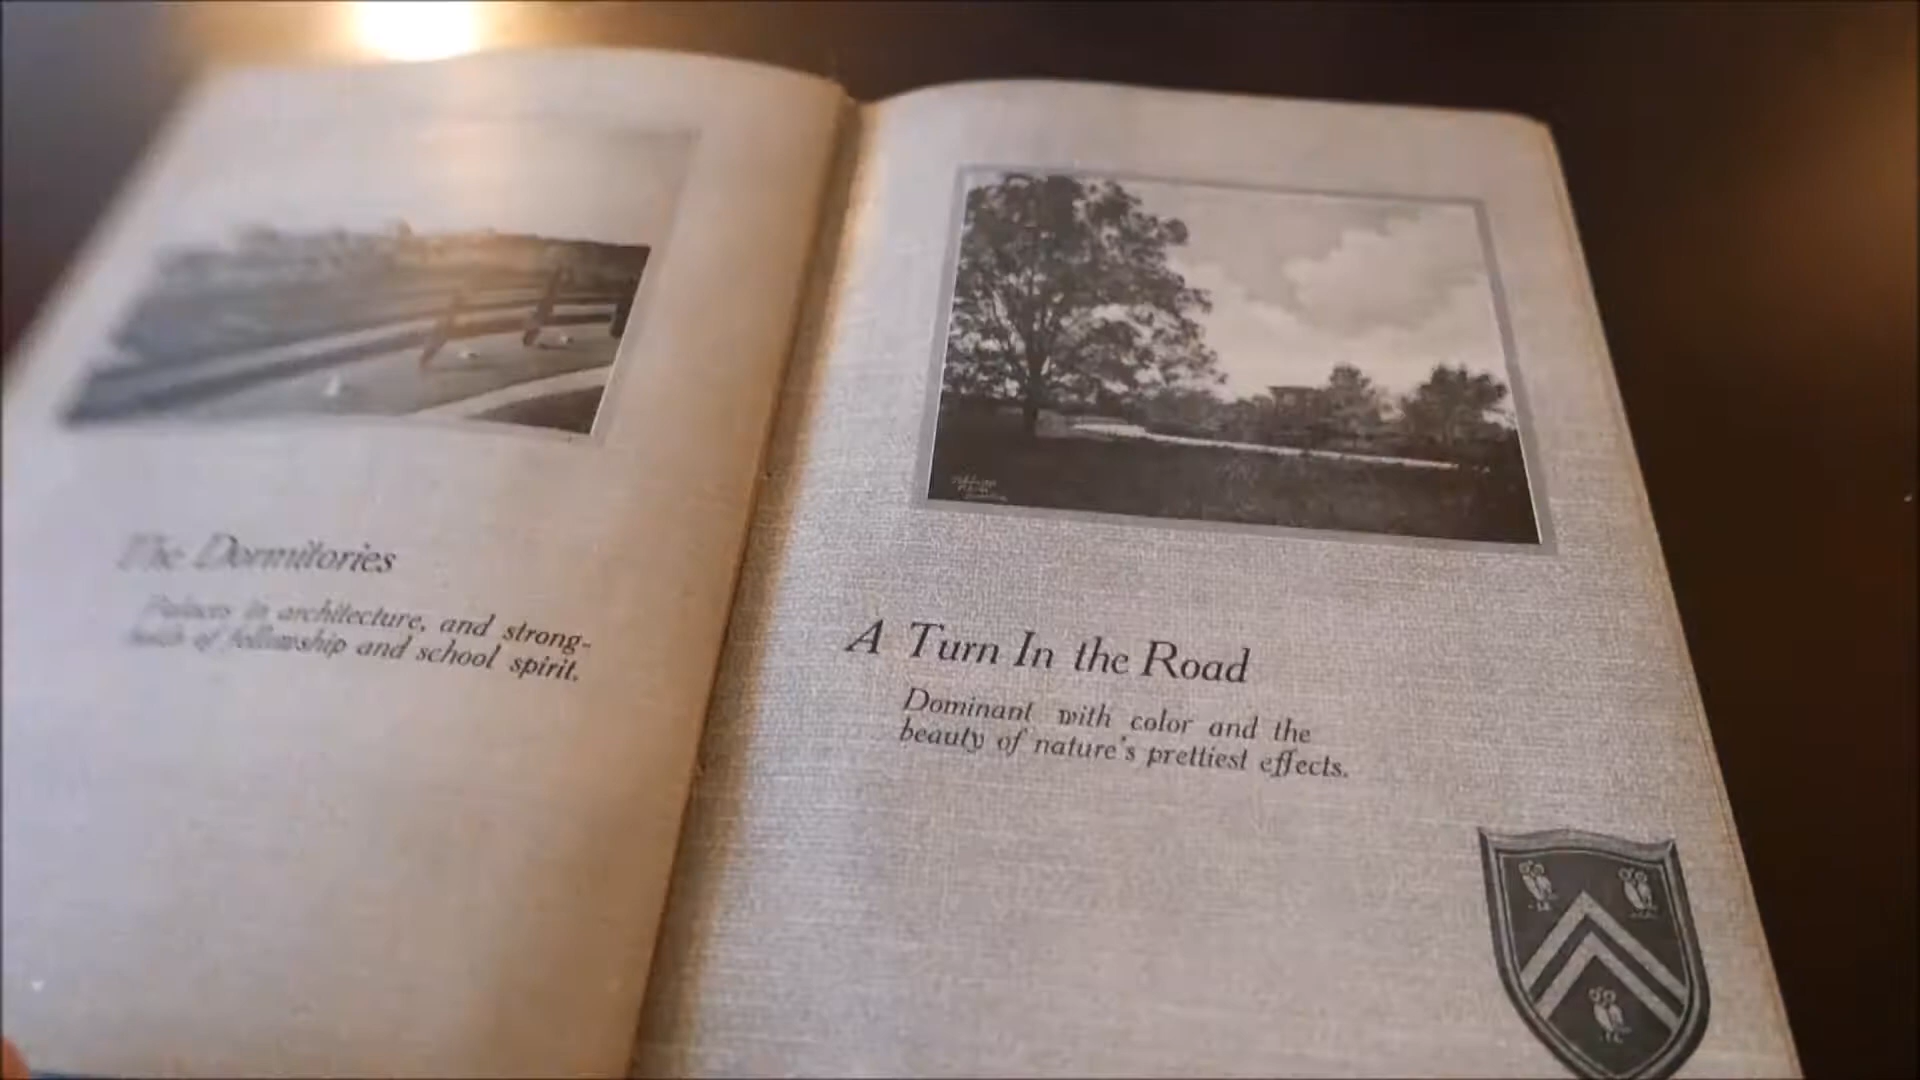 The Dormitories
Palaces in architecture, and strong-
holds of fellowship and school spirit.
A Turn In the Road
Dominant with color and the
beauty of nature's prettiest effects.